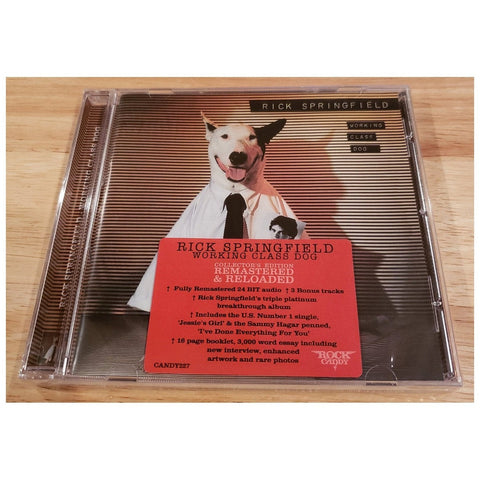 RICK SPRINGFIELD
WORKING
CLASS
DOG
RICK SPRINGFIELD
WORKING CLASS DOG
COLLECTOR'S EDITION
REMASTERED
& RELOADED
† Fully Remastered 24 BIT audio † 3 Bonus tracks
† Rick Springfield's triple platinum
breakthrough album
† Includes the U.S. Number 1 single,
'Jessie's Girl' & the Sammy Hagar penned,
'I've Done Everything For You'
† 16 page booklet, 3,000 word essay including
new interview, enhanced
artwork and rare photos
CANDY227
ROCK
CANDY
WORKING CLASS DOG